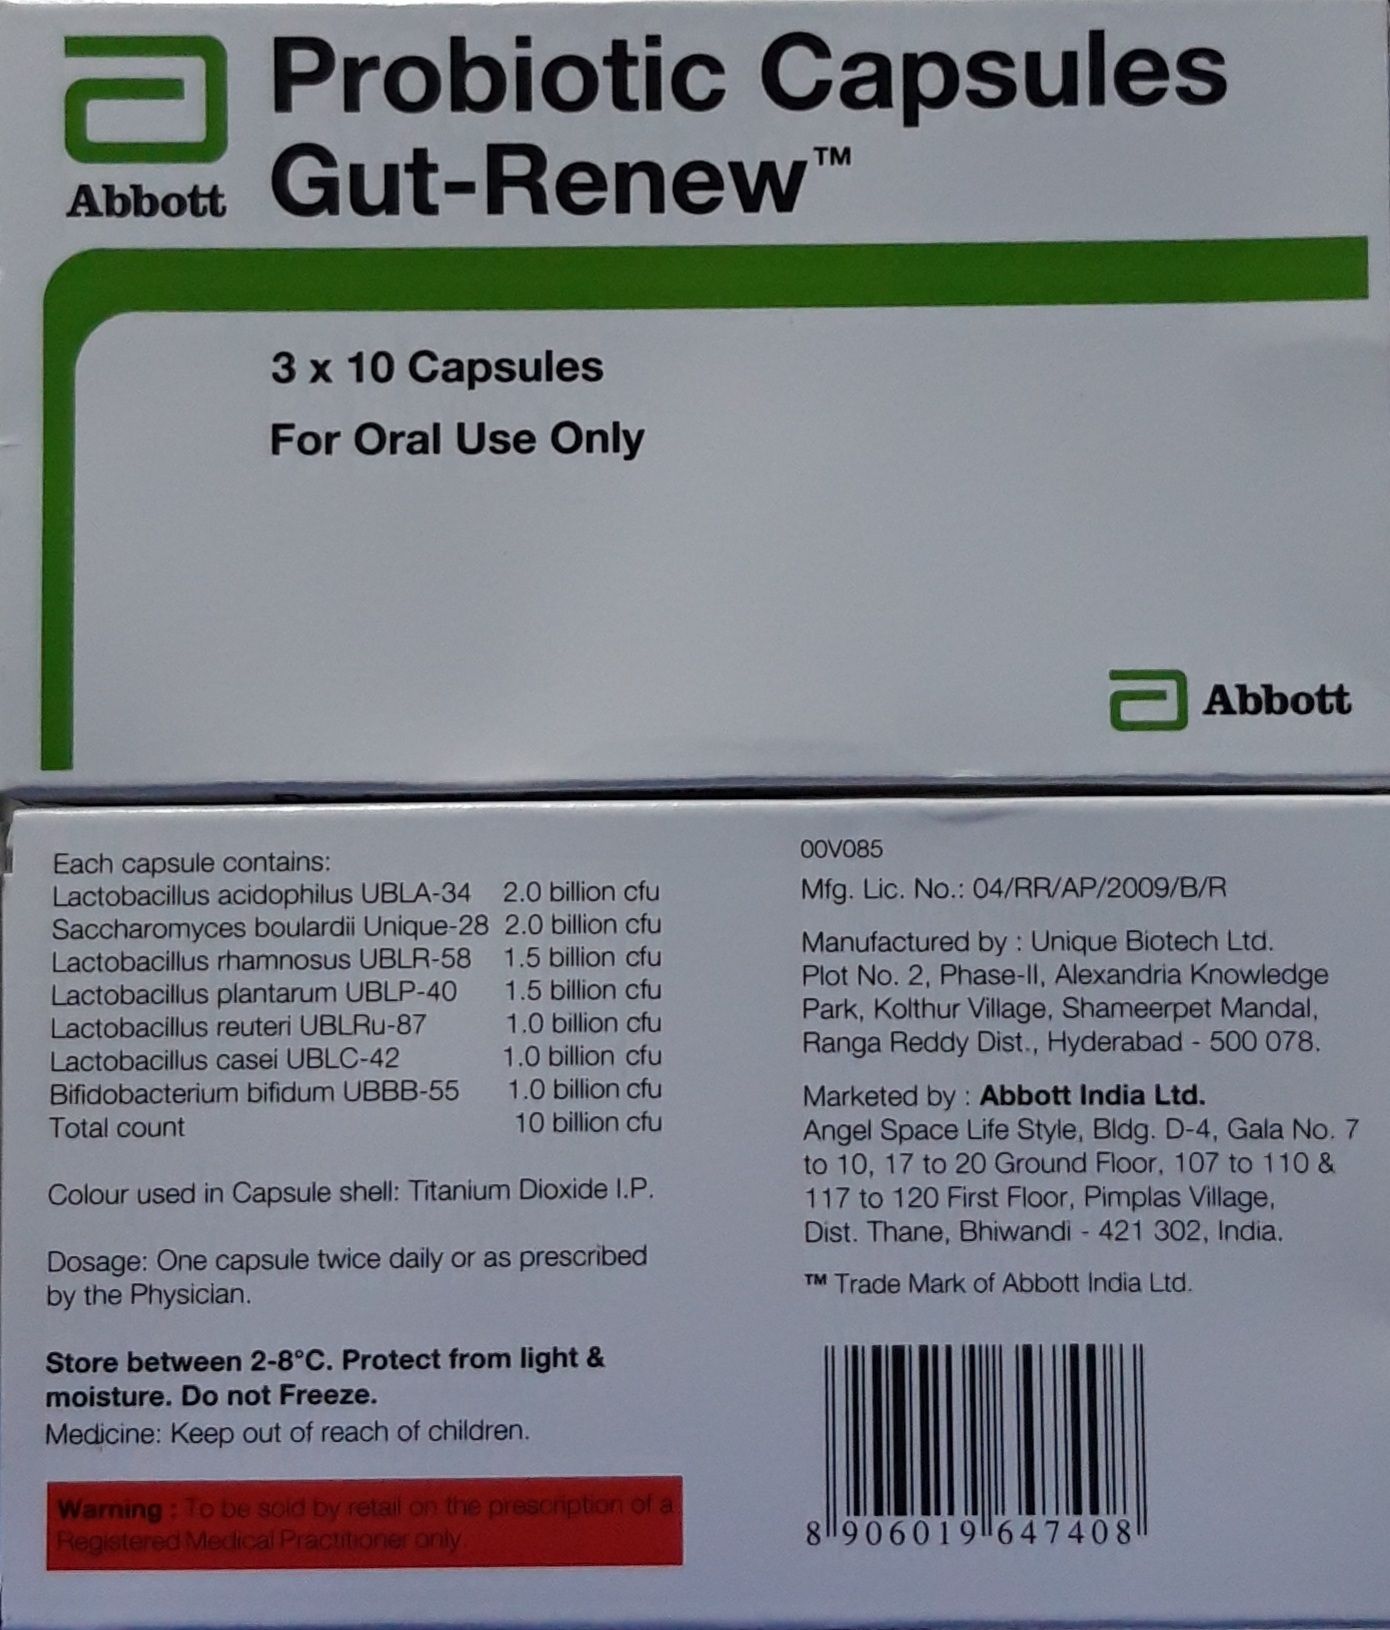 Abbott
Probiotic Capsules
Gut-Renew™
3 x 10 Capsules
For Oral Use Only
Abbott
Each capsule contains:
Lactobacillus acidophilus UBLA-34 2.0 billion cfu
Saccharomyces boulardii Unique-28 2.0 billion cfu
Lactobacillus rhamnosus UBLR-58 1.5 billion cfu
Lactobacillus plantarum UBLP-40 1.5 billion cfu
Lactobacillus reuteri UBLRu-87 1.0 billion cfu
Lactobacillus casei UBLC-42 1.0 billion cfu
Bifidobacterium bifidum UBBB-55 1.0 billion cfu
Total count 10 billion cfu
Colour used in Capsule shell: Titanium Dioxide I.P.
Dosage: One capsule twice daily or as prescribed
by the Physician.
Store between 2-8°C. Protect from light &
moisture. Do not Freeze.
Medicine: Keep out of reach of children.
Warning : To be sold by retail on the prescription of a
Registered Medical Practitioner only.
00V085
Mfg. Lic. No.: 04/RR/AP/2009/B/R
Manufactured by : Unique Biotech Ltd.
Plot No. 2, Phase-II, Alexandria Knowledge
Park, Kolthur Village, Shameerpet Mandal,
Ranga Reddy Dist., Hyderabad - 500 078.
Marketed by : Abbott India Ltd.
Angel Space Life Style, Bldg. D-4, Gala No. 7
to 10, 17 to 20 Ground Floor, 107 to 110 &
117 to 120 First Floor, Pimplas Village,
Dist. Thane, Bhiwandi - 421 302, India.
™ Trade Mark of Abbott India Ltd.
8 906019 647408